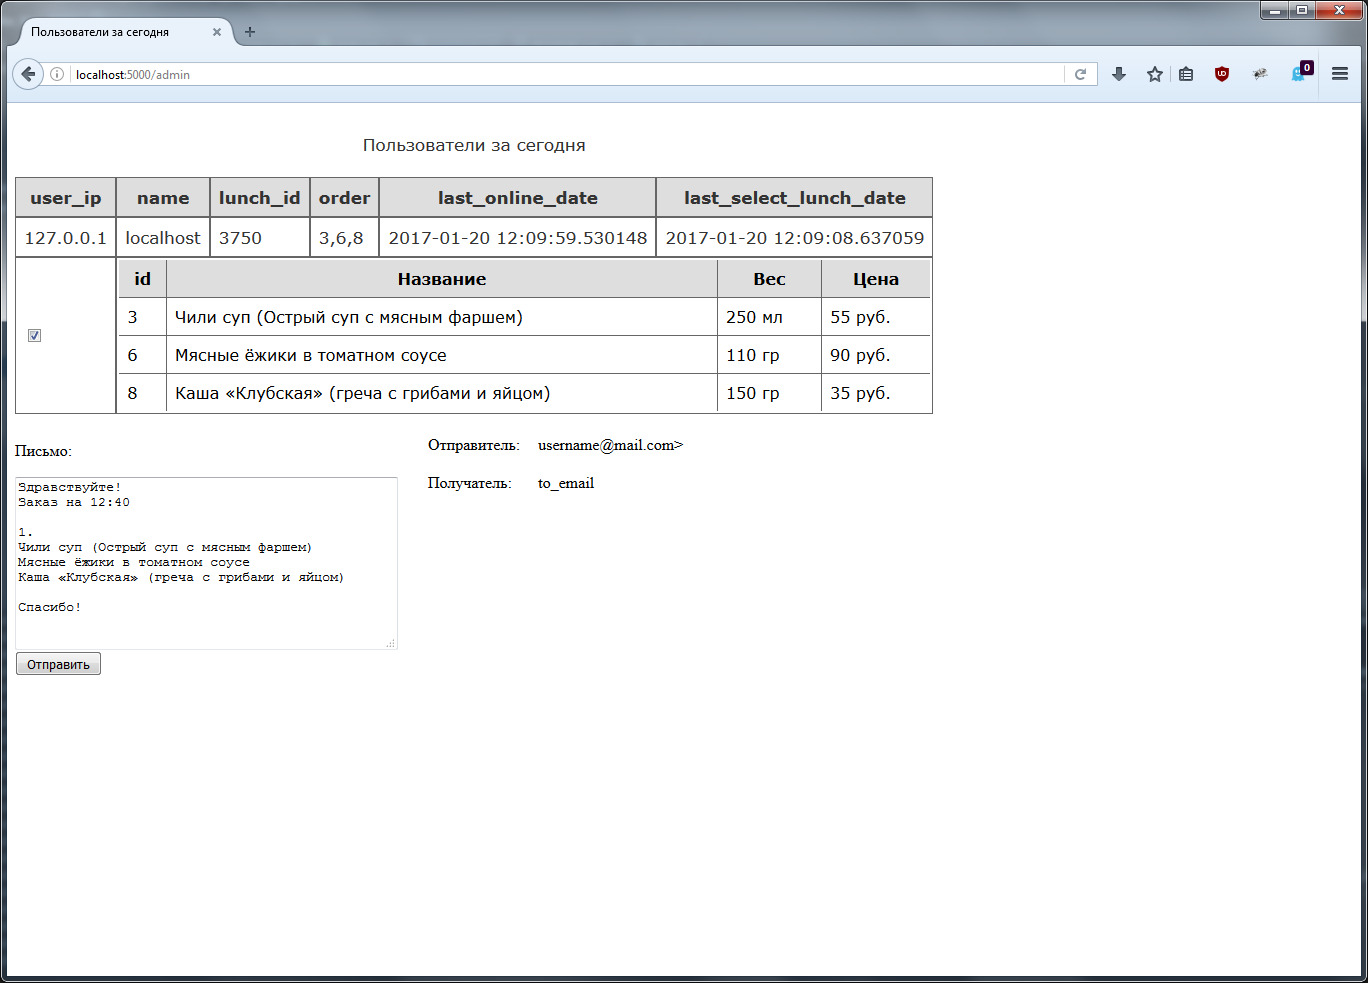 Пользователи за сегодня
localhost:5000/admin
0
Пользователи за сегодня
user_ip name lunch_id order last_online_date last_select_lunch_date
127.0.0.1 localhost 3750 3,6,8 2017-01-20 12:09:59.530148 2017-01-20 12:09:08.637059
id Название Вес Цена
3 Чили суп (Острый суп с мясным фаршем) 250 мл 55 руб.
6 Мясные ёжики в томатном соусе 110 гр 90 руб.
8 Каша «Клубская» (греча с грибами и яйцом) 150 гр 35 руб.
Письмо:
Здравствуйте!
Заказ на 12:40
1.
Чили суп (Острый суп с мясным фаршем)
Мясные ёжики в томатном соусе
Каша «Клубская» (греча с грибами и яйцом)
Спасибо!
Отправить
Отправитель: username@mail.com>
Получатель: to_email